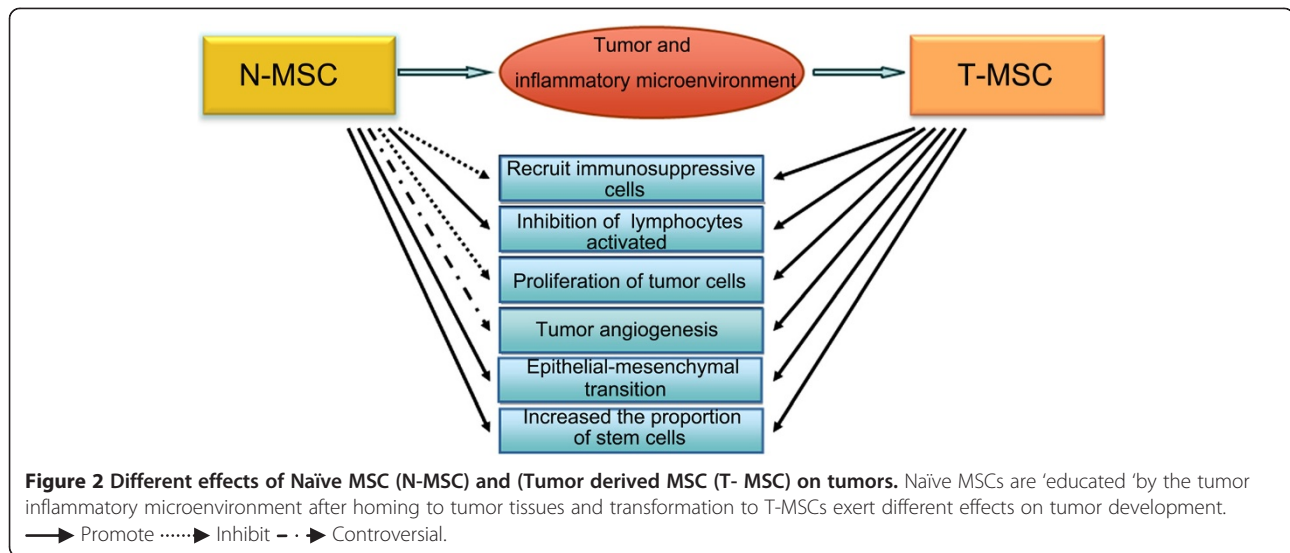 N-MSC
Tumor and
inflammatory microenvironment
T-MSC
Recruit immunosuppressive
cells
Inhibition of lymphocytes
activated
Proliferation of tumor cells
Tumor angiogenesis
Epithelial-mesenchymal
transition
Increased the proportion
of stem cells
Figure 2 Different effects of Naïve MSC (N-MSC) and (Tumor derived MSC (T- MSC) on tumors. Naïve MSCs are ‘educated ‘by the tumor
inflammatory microenvironment after homing to tumor tissues and transformation to T-MSCs exert different effects on tumor development.
Promote Inhibit Controversial.